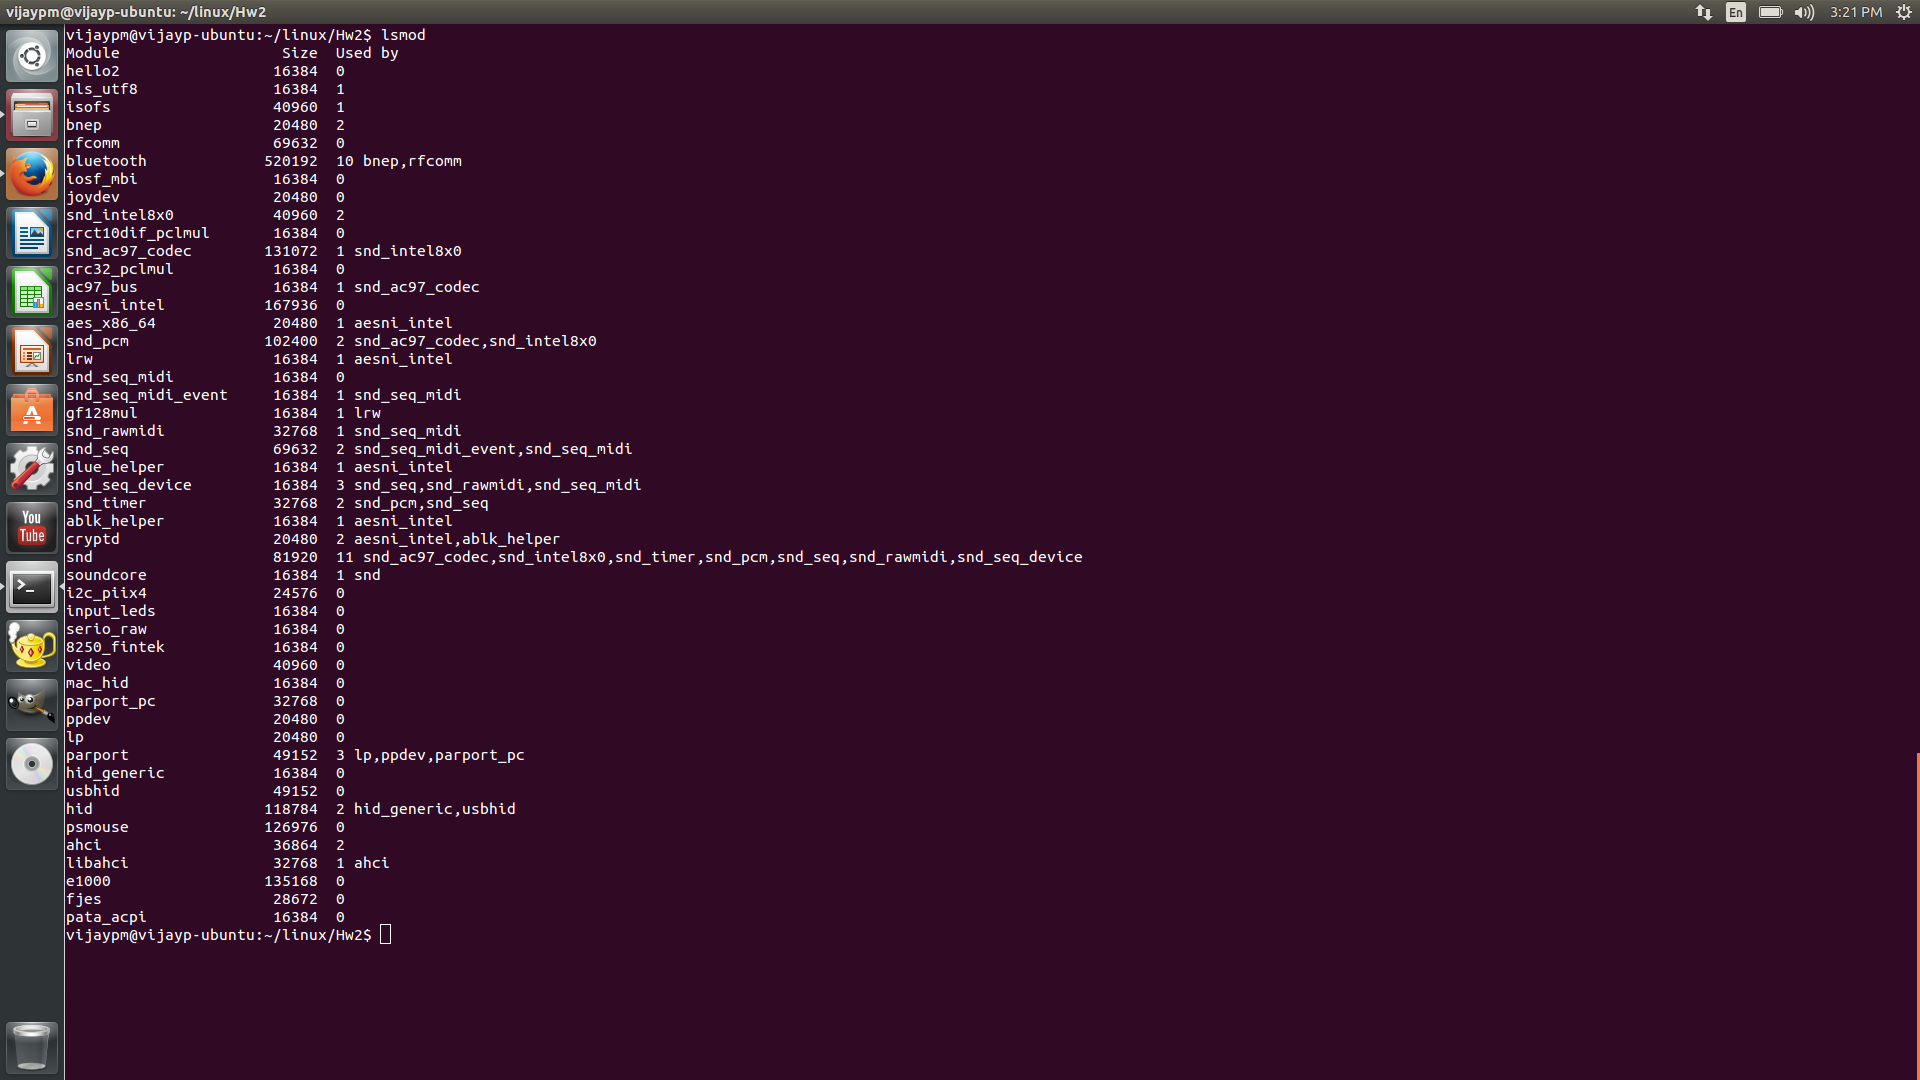 vijaypm@vijayp-ubuntu: ~/linux/Hw2
En
3:21 PM
vijaypm@vijayp-ubuntu:~/linux/Hw2$ lsmod
Module                  Size  Used by
hello2                 16384  0
nls_utf8               16384  1
isofs                  40960  1
bnep                   20480  2
rfcomm                 69632  0
bluetooth             520192  10 bnep,rfcomm
iosf_mbi               16384  0
joydev                 20480  0
snd_intel8x0           40960  2
crct10dif_pclmul       16384  0
snd_ac97_codec        131072  1 snd_intel8x0
crc32_pclmul           16384  0
ac97_bus               16384  1 snd_ac97_codec
aesni_intel           167936  0
aes_x86_64             20480  1 aesni_intel
snd_pcm               102400  2 snd_ac97_codec,snd_intel8x0
lrw                    16384  1 aesni_intel
snd_seq_midi           16384  0
snd_seq_midi_event     16384  1 snd_seq_midi
gf128mul               16384  1 lrw
snd_rawmidi            32768  1 snd_seq_midi
snd_seq                69632  2 snd_seq_midi_event,snd_seq_midi
glue_helper            16384  1 aesni_intel
snd_seq_device         16384  3 snd_seq,snd_rawmidi,snd_seq_midi
snd_timer              32768  2 snd_pcm,snd_seq
ablk_helper            16384  1 aesni_intel
cryptd                 20480  2 aesni_intel,ablk_helper
snd                    81920  11 snd_ac97_codec,snd_intel8x0,snd_timer,snd_pcm,snd_seq,snd_rawmidi,snd_seq_device
soundcore              16384  1 snd
i2c_piix4              24576  0
input_leds             16384  0
serio_raw              16384  0
8250_fintek            16384  0
video                  40960  0
mac_hid                16384  0
parport_pc             32768  0
ppdev                  20480  0
lp                     20480  0
parport                49152  3 lp,ppdev,parport_pc
hid_generic            16384  0
usbhid                 49152  0
hid                   118784  2 hid_generic,usbhid
psmouse               126976  0
ahci                   36864  2
libahci                32768  1 ahci
e1000                 135168  0
fjes                   28672  0
pata_acpi              16384  0
vijaypm@vijayp-ubuntu:~/linux/Hw2$
You
Tube